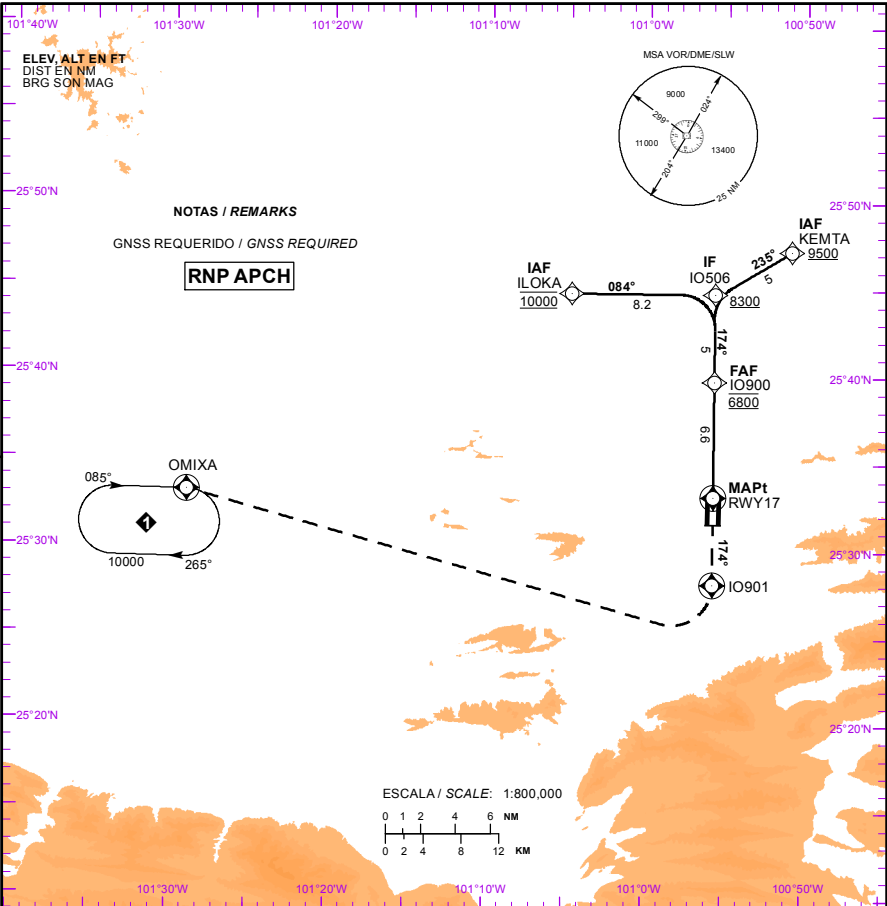 101°40'W
101°30'W
101°20'W
101°10'W
101°0'W
100°50'W
ELEV, ALT EN FT
DIST EN NM
BRG SON MAG
MSA VOR/DME/SLW
9000
024°
299°
11000
13400
204°
25 NM
25°50'N
25°50'N
NOTAS / REMARKS
GNSS REQUERIDO / GNSS REQUIRED
RNP APCH
IAF
KEMTA
9500
IAF
ILOKA
10000
084°
8.2
IF
IO506
8300
235°
5
174°
5
25°40'N
25°40'N
FAF
IO900
6800
6.6
OMIXA
085°
1
10000
265°
MAPt
RWY17
25°30'N
25°30'N
174°
IO901
25°20'N
25°20'N
ESCALA / SCALE: 1:800,000
0 1 2 4 6 NM
0 2 4 8 12 KM
101°30'W
101°20'W
101°10'W
101°0'W
100°50'W